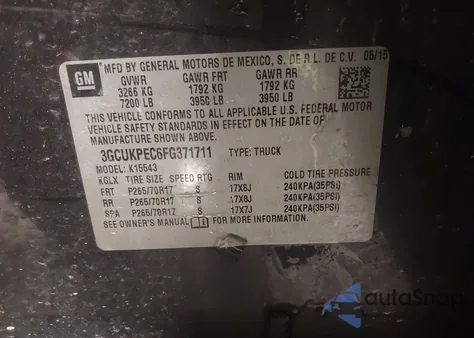 GM
MFD BY GENERAL MOTORS DE MEXICO, S. DE R.L. DE C.V. 05/15
GVWR GAWR FRT GAWR RR
3266 KG 1792 KG 1792 KG
7200 LB 3950 LB 3950 LB
THIS VEHICLE CONFORMS TO ALL APPLICABLE U.S. FEDERAL MOTOR
VEHICLE SAFETY
THEFT PREVENTION STANDARDS IN EFFECT ON THE DATE OF
MANUFACTURE SHOWN ABOVE.
3GCUKPEC6FG371711 TYPE: TRUCK
MODEL: K15543
KGLX TIRE SIZE SPEED RTG RIM COLD TIRE PRESSURE
FRT P265/70R17 S 17X8J 240KPA(35PSI)
RR P265/70R17 S 17X8J 240KPA(35PSI)
SPA P265/70R17 S 17X7J 240KPA(35PSI)
SEE OWNER'S MANUAL
autoSnap